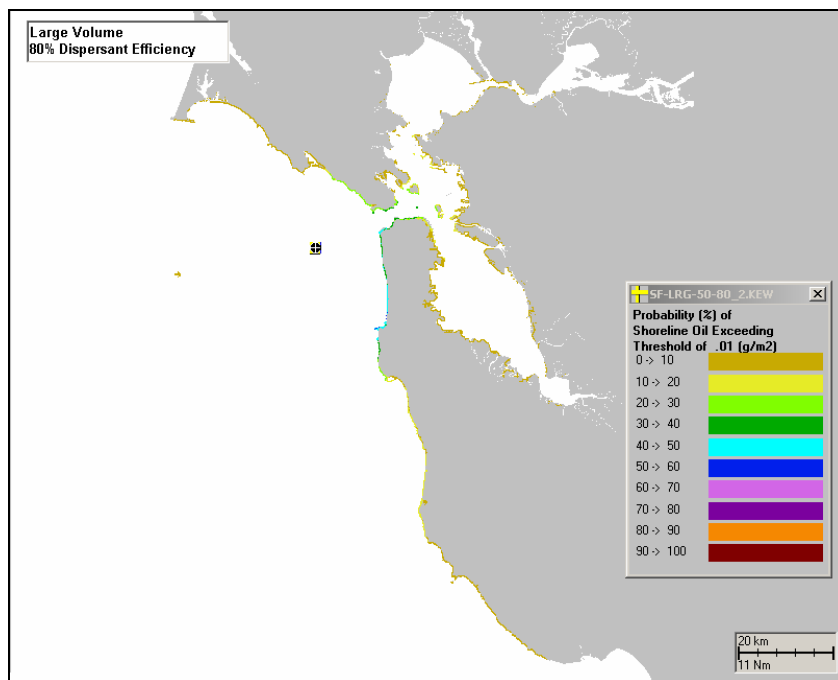 Large Volume
80% Dispersant Efficiency
SF-LRG-50-80_2.KEW
Probability (%) of
Shoreline Oil Exceeding
Threshold of .01 (g/m2)
0 -> 10
10 -> 20
20 -> 30
30 -> 40
40 -> 50
50 -> 60
60 -> 70
70 -> 80
80 -> 90
90 -> 100
20 km
11 Nm